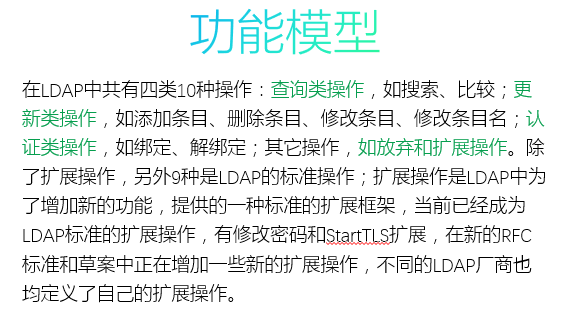 功能模型
在LDAP中共有四类10种操作：查询类操作，如搜索、比较；更
新类操作，如添加条目、删除条目、修改条目、修改条目名；认
证类操作，如绑定、解绑定；其它操作，如放弃和扩展操作。除
了扩展操作，另外9种是LDAP的标准操作；扩展操作是LDAP中为
了增加新的功能，提供的一种标准的扩展框架，当前已经成为
LDAP标准的扩展操作，有修改密码和StartTLS扩展，在新的RFC
标准和草案中正在增加一些新的扩展操作，不同的LDAP厂商也
均定义了自己的扩展操作。